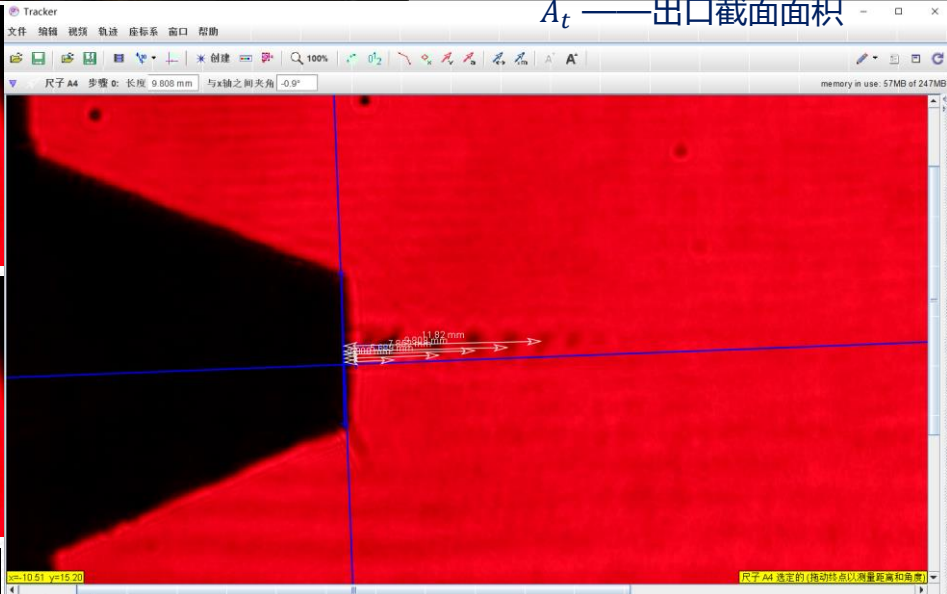 A_t ——出口截面面积
Tracker
文件 编辑 视频 轨迹 坐标系 窗口 帮助
创建 100%
尺子 A4 步骤 0: 长度 9.808 mm 与x轴之间夹角 -0.9°
memory in use: 57MB of 247MB
11.92 mm
x=-10.51 y=15.20
尺子 A4 选定的 (拖动终点以测量距离和角度)